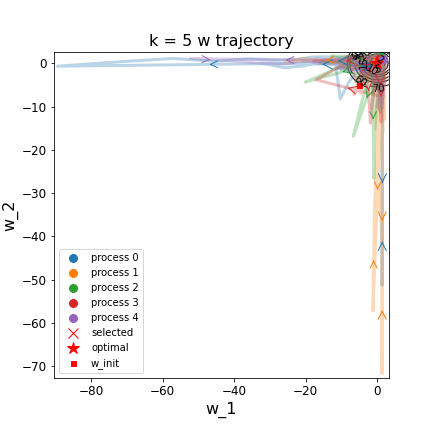 k = 5 w trajectory
w_2
0
−10
−20
−30
−40
−50
−60
−70
−80
−60
−40
−20
0
w_1
process 0
process 1
process 2
process 3
process 4
selected
optimal
w_init
70